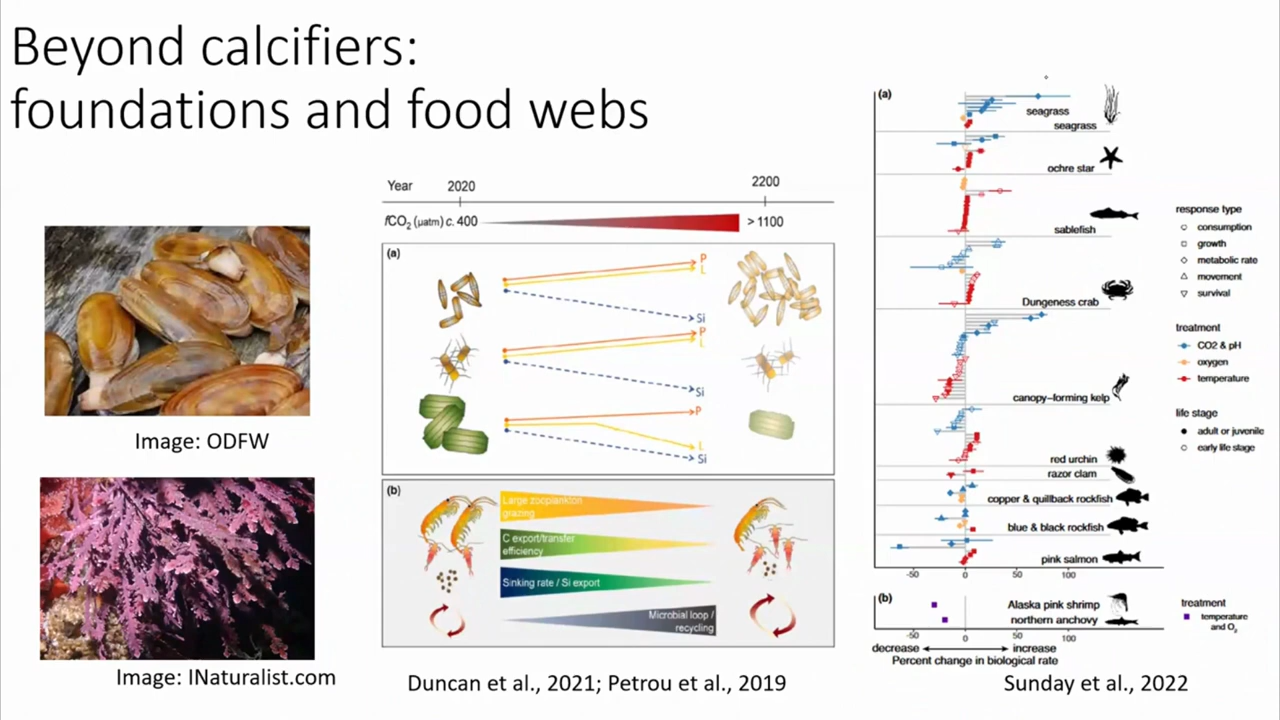 Beyond calcifiers:
foundations and food webs
Image: ODFW
Image: INaturalist.com
Year 2020 2200
fCO2 (uatm) c. 400 > 1100
(a)
P
L
Si
P
L
Si
P
L
Si
(b)
Large zooplankton
grazing
C export/transfer
efficiency
Sinking rate / Si export
Microbial loop /
recycling
Duncan et al., 2021; Petrou et al., 2019
(a)
seagrass
seagrass
ochre star
sablefish
Dungeness crab
canopy–forming kelp
red urchin
razor clam
copper & quillback rockfish
blue & black rockfish
pink salmon
-50 0 50 100
response type
consumption
growth
metabolic rate
movement
survival
treatment
CO2 & pH
oxygen
temperature
life stage
adult or juvenile
early life stage
(b)
Alaska pink shrimp
northern anchovy
-50 0 50 100
decrease increase
Percent change in biological rate
treatment
temperature
and O2
Sunday et al., 2022